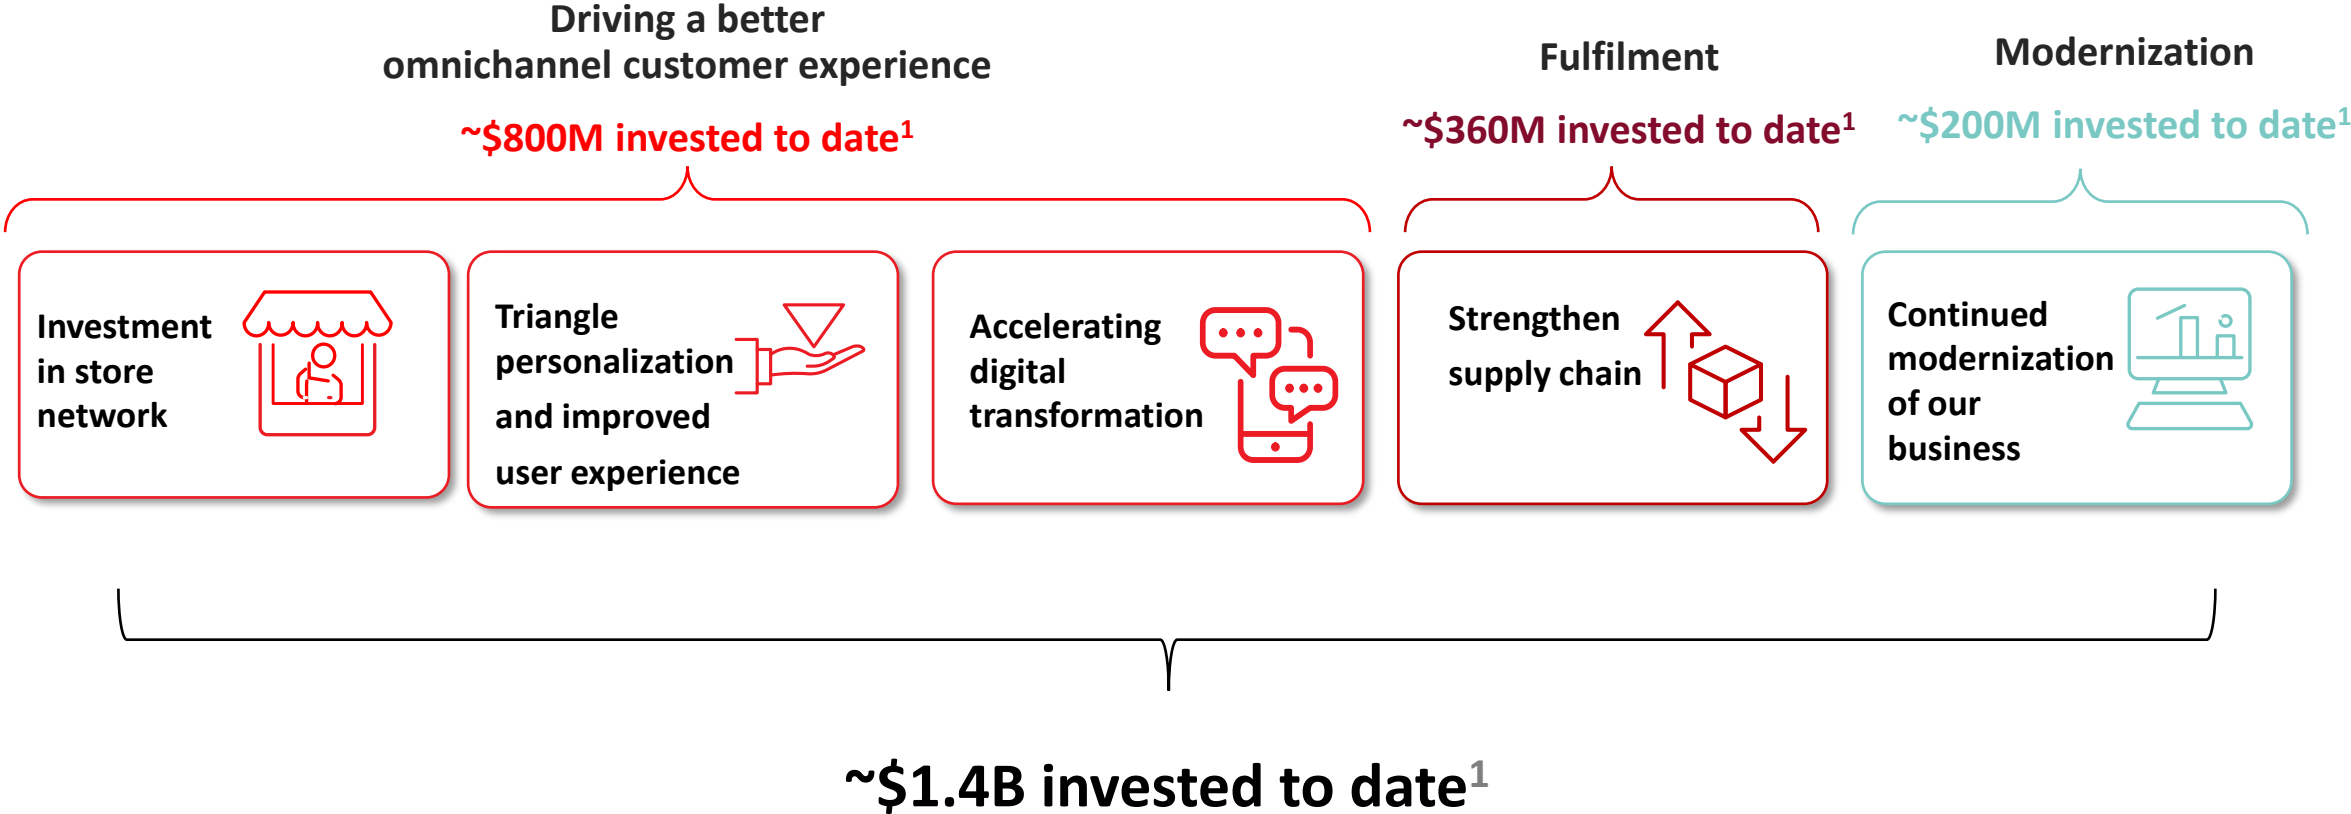 Driving a better
omnichannel customer experience
~$800M invested to date1
Fulfilment
~$360M invested to date1
Modernization
~$200M invested to date1
Investment
in store
network
Triangle
personalization
and improved
user experience
Accelerating
digital
transformation
Strengthen
supply chain
Continued
modernization
of our
business
~$1.4B invested to date1